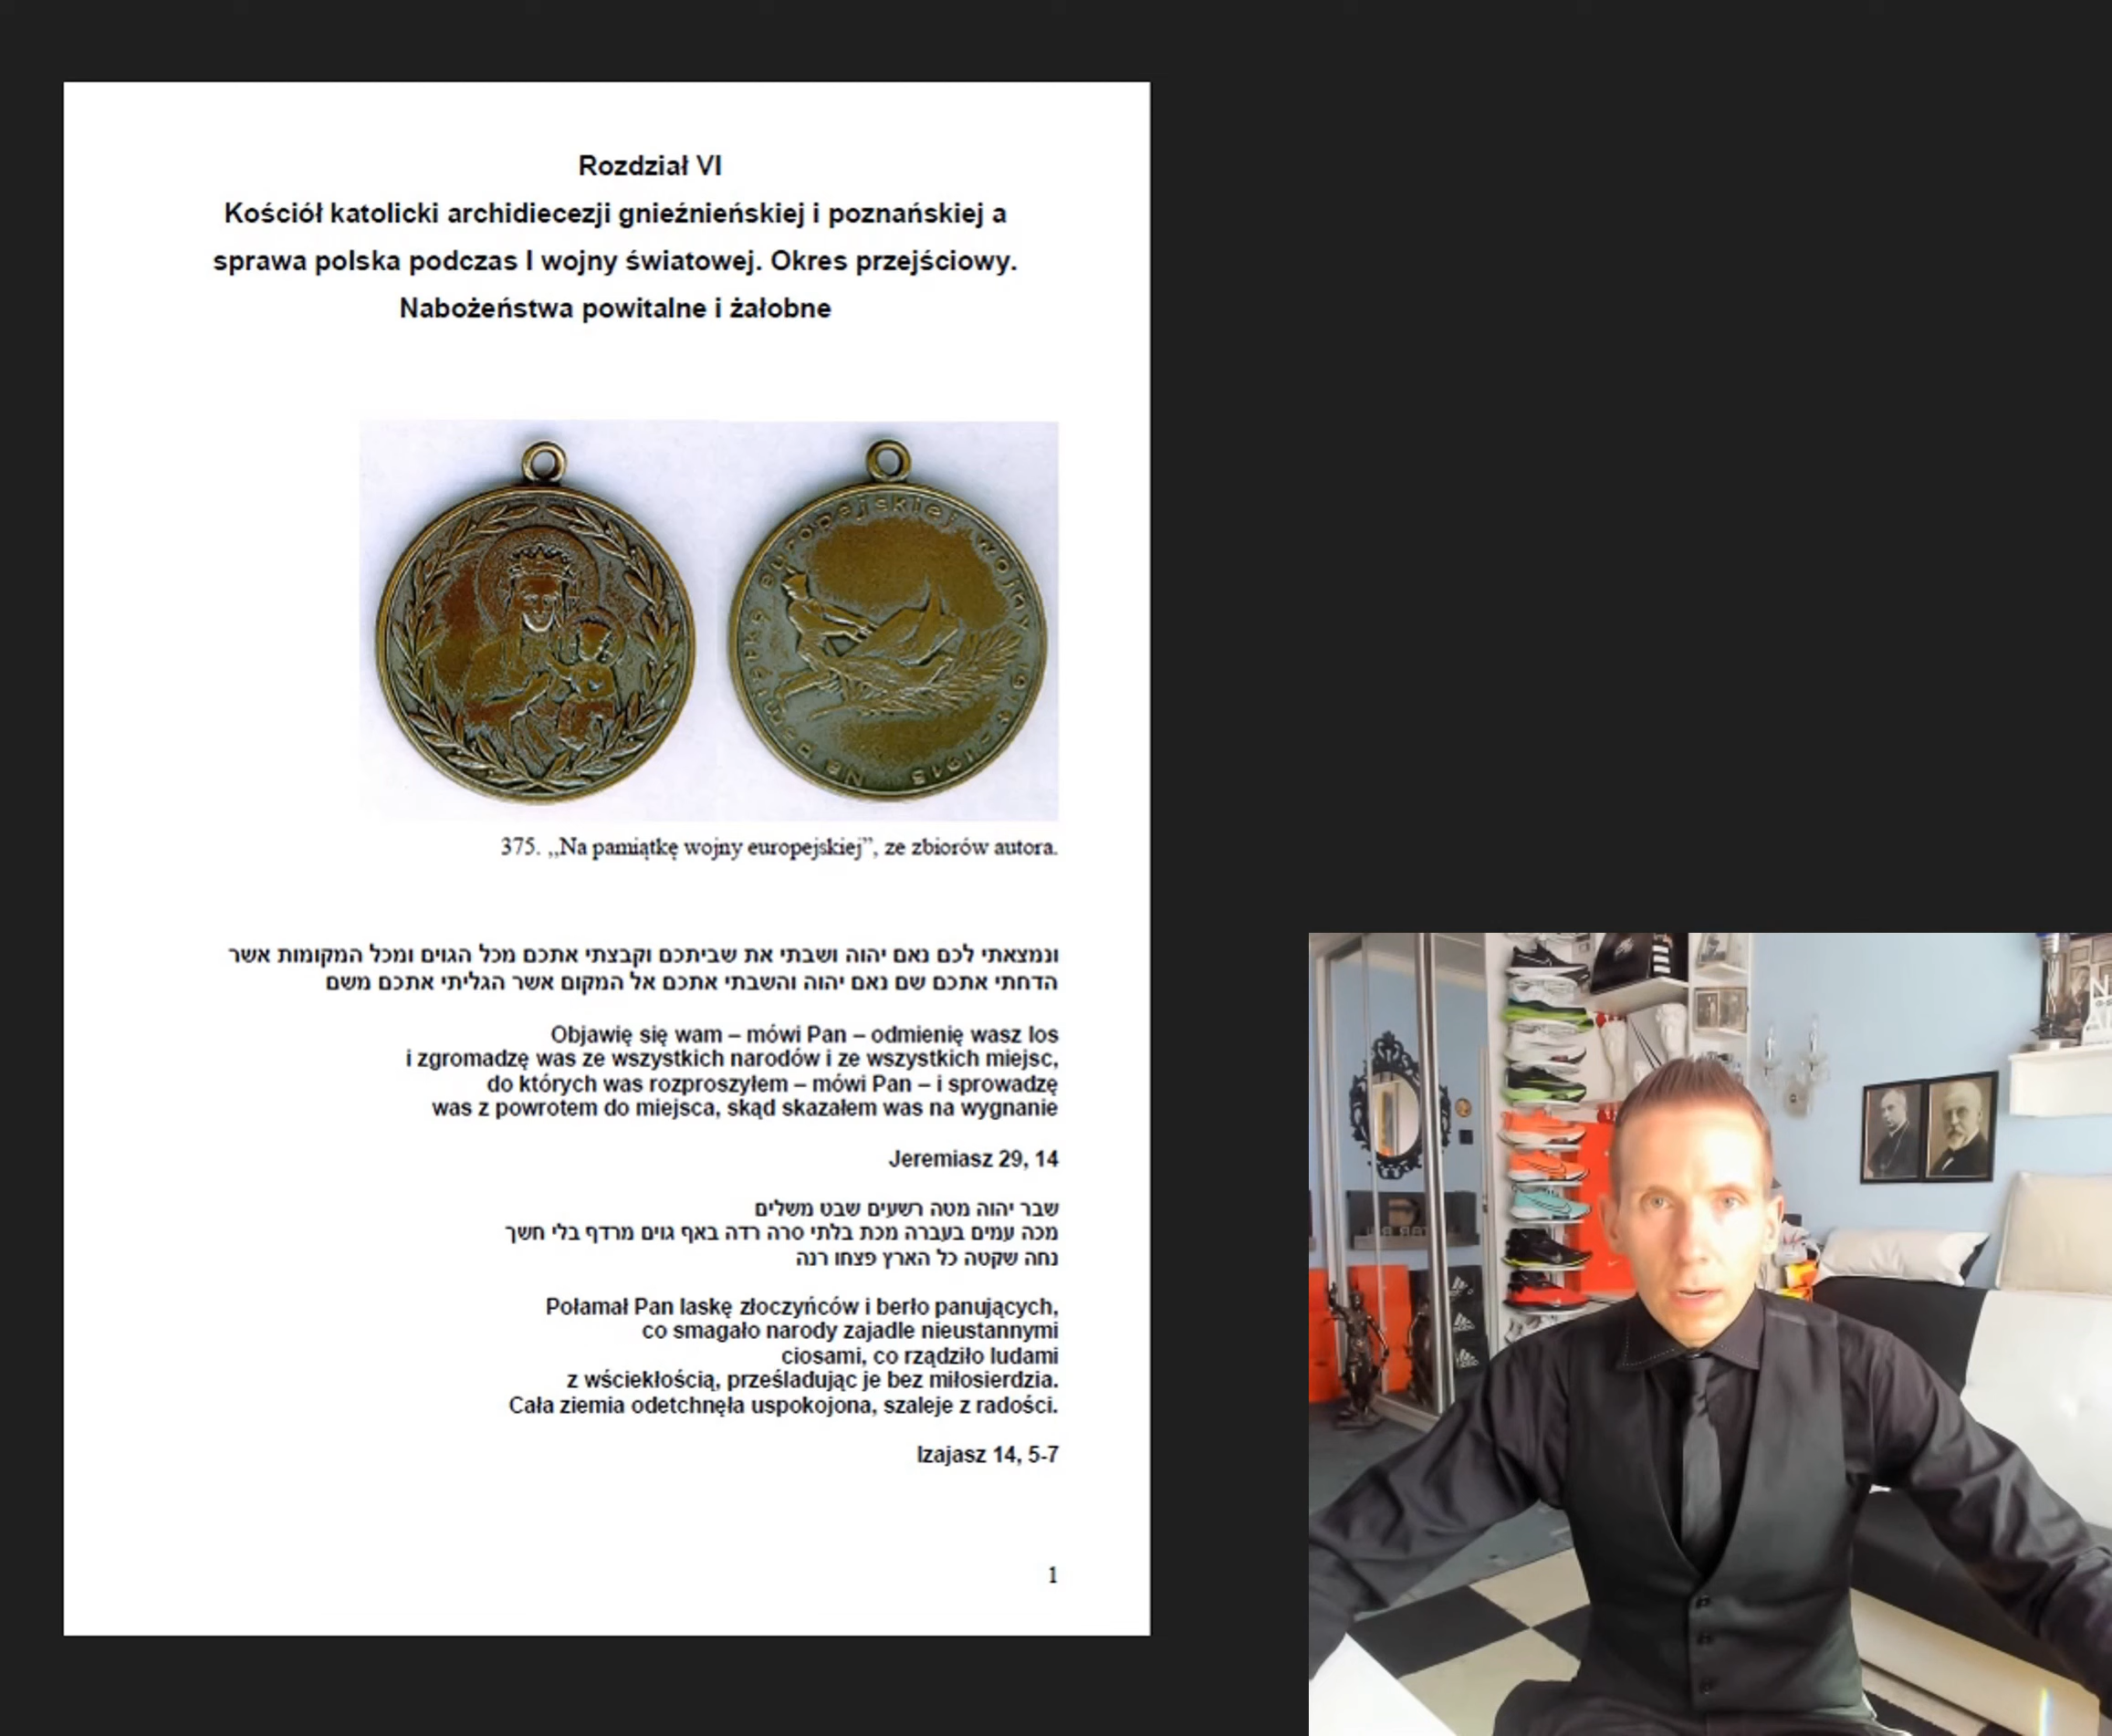 Rozdział VI
Kościół katolicki archidiecezji gnieźnieńskiej i poznańskiej a
sprawa polska podczas I wojny światowej. Okres przejściowy.
Nabożeństwa powitalne i żałobne
Na pamiątkę europejskiej wojny 1914-1915
375. „Na pamiątkę wojny europejskiej”, ze zbiorów autora.
ונמצאתי לכם נאם יהוה ושבתי את שביתכם וקבצתי אתכם מכל הגוים ומכל המקומות אשר
הדחתי אתכם שם נאם יהוה והשבתי אתכם אל המקום אשר הגליתי אתכם משם
Objawię się wam – mówi Pan – odmienię wasz los
i zgromadzę was ze wszystkich narodów i ze wszystkich miejsc,
do których was rozproszyłem – mówi Pan – i sprowadzę
was z powrotem do miejsca, skąd skazałem was na wygnanie
Jeremiasz 29, 14
שבר יהוה מטה רשעים שבט משלים
מכה עמים בעברה מכת בלתי סרה רדה באף גוים מרדף בלי חשך
נחה שקטה כל הארץ פצחו רנה
Połamał Pan laskę złoczyńców i berło panujących,
co smagało narody zajadle nieustannymi
ciosami, co rządziło ludami
z wściekłością, prześladując je bez miłosierdzia.
Cała ziemia odetchnęła uspokojona, szaleje z radości.
Izajasz 14, 5-7
1
adidas